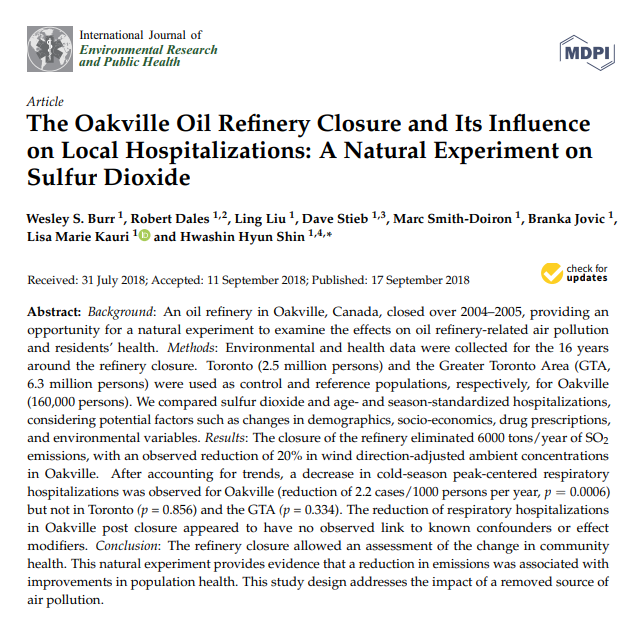 International Journal of
Environmental Research
and Public Health
MDPI
Article
The Oakville Oil Refinery Closure and Its Influence
on Local Hospitalizations: A Natural Experiment on
Sulfur Dioxide
Wesley S. Burr 1, Robert Dales 1,2, Ling Liu 1, Dave Stieb 1,3, Marc Smith-Doiron 1, Branka Jovic 1,
Lisa Marie Kauri 1 iD and Hwashin Hyun Shin 1,4,*
Received: 31 July 2018; Accepted: 11 September 2018; Published: 17 September 2018
check for
updates
Abstract: Background: An oil refinery in Oakville, Canada, closed over 2004–2005, providing an
opportunity for a natural experiment to examine the effects on oil refinery-related air pollution
and residents' health. Methods: Environmental and health data were collected for the 16 years
around the refinery closure. Toronto (2.5 million persons) and the Greater Toronto Area (GTA,
6.3 million persons) were used as control and reference populations, respectively, for Oakville
(160,000 persons). We compared sulfur dioxide and age- and season-standardized hospitalizations,
considering potential factors such as changes in demographics, socio-economics, drug prescriptions,
and environmental variables. Results: The closure of the refinery eliminated 6000 tons/year of SO2
emissions, with an observed reduction of 20% in wind direction-adjusted ambient concentrations
in Oakville. After accounting for trends, a decrease in cold-season peak-centered respiratory
hospitalizations was observed for Oakville (reduction of 2.2 cases/1000 persons per year, p = 0.0006)
but not in Toronto (p = 0.856) and the GTA (p = 0.334). The reduction of respiratory hospitalizations
in Oakville post closure appeared to have no observed link to known confounders or effect
modifiers. Conclusion: The refinery closure allowed an assessment of the change in community
health. This natural experiment provides evidence that a reduction in emissions was associated with
improvements in population health. This study design addresses the impact of a removed source of
air pollution.